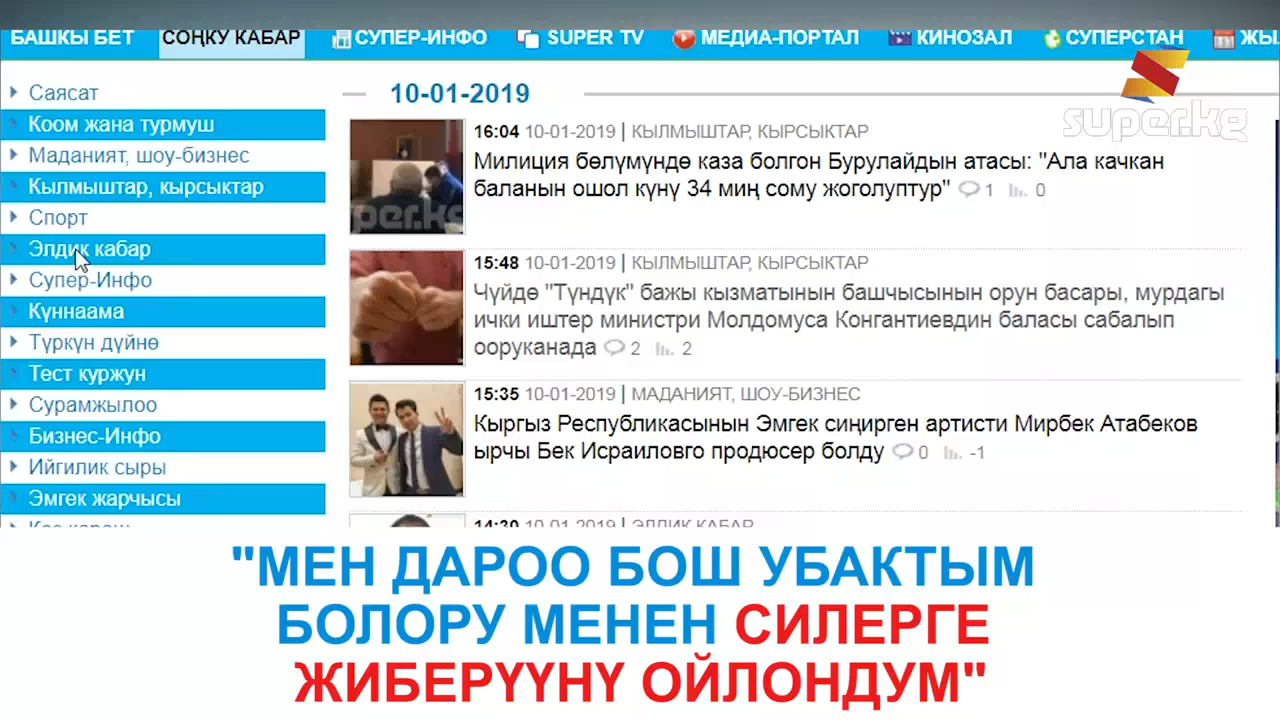 БАШКЫ БЕТ СОҢКУ КАБАР СУПЕР-ИНФО SUPER TV МЕДИА-ПОРТАЛ КИНОЗАЛ СУПЕРСТАН
super.kg
Саясат
Коом жана турмуш
Маданият, шоу-бизнес
Кылмыштар, кырсыктар
Спорт
Элдик кабар
Супер-Инфо
Күннаама
Түркүн дүйнө
Тест куржун
Сурамжылоо
Бизнес-Инфо
Ийгилик сыры
Эмгек жарчысы
10-01-2019
16:04 10-01-2019 | КЫЛМЫШТАР, КЫРСЫКТАР
Милиция бөлүмүндө каза болгон Бурулайдын атасы: "Ала качкан
баланын ошол күнү 34 миң сому жоголуптур" 1 0
15:48 10-01-2019 | КЫЛМЫШТАР, КЫРСЫКТАР
Чүйдө "Түндүк" бажы кызматынын башчысынын орун басары, мурдагы
ички иштер министри Молдомуса Конгантиевдин баласы сабалып
ооруканада 2 2
15:35 10-01-2019 | МАДАНИЯТ, ШОУ-БИЗНЕС
Кыргыз Республикасынын Эмгек сиңирген артисти Мирбек Атабеков
ырчы Бек Исраиловго продюсер болду 0 -1
14:30 10-01-2019 | ЭЛДИК КАБАР
"МЕН ДАРОО БОШ УБАКТЫМ
БОЛОРУ МЕНЕН СИЛЕРГЕ
ЖИБЕРҮҮНҮ ОЙЛОНДУМ"